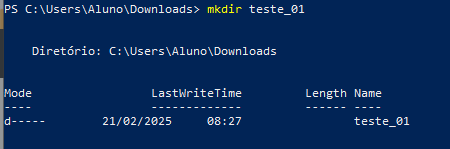 PS C:\Users\Aluno\Downloads> mkdir teste_01
Diretório: C:\Users\Aluno\Downloads
Mode LastWriteTime Length Name
---- ------------- ------ ----
d----- 21/02/2025 08:27 teste_01